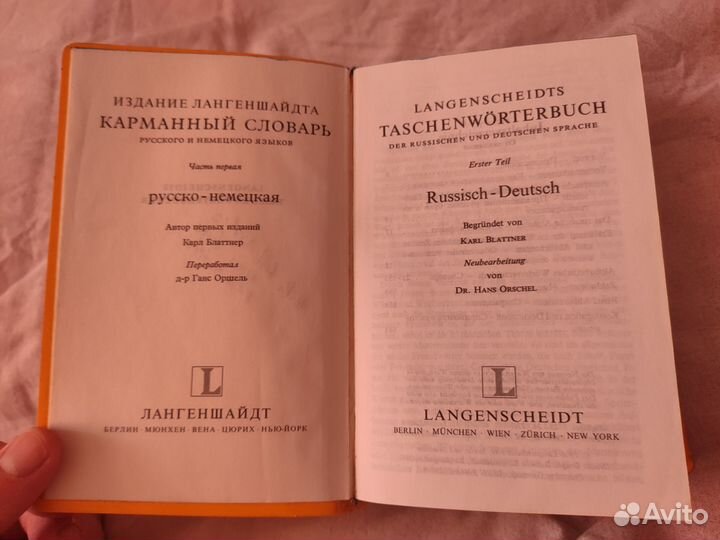 ИЗДАНИЕ ЛАНГЕНШАЙДТА
КАРМАННЫЙ СЛОВАРЬ
РУССКОГО И НЕМЕЦКОГО ЯЗЫКОВ
Часть первая
русско-немецкая
Автор первых изданий
Карл Блаттнер
Переработал
д-р Ганс Оршель
L
ЛАНГЕНШАЙДТ
БЕРЛИН · МЮНХЕН · ВЕНА · ЦЮРИХ · НЬЮ-ЙОРК
LANGENSCHEIDTS
TASCHENWÖRTERBUCH
DER RUSSISCHEN UND DEUTSCHEN SPRACHE
Erster Teil
Russisch-Deutsch
Begründet von
KARL BLATTNER
Neubearbeitung
von
DR. HANS ORSCHEL
L
LANGENSCHEIDT
BERLIN · MÜNCHEN · WIEN · ZÜRICH · NEW YORK
Avito